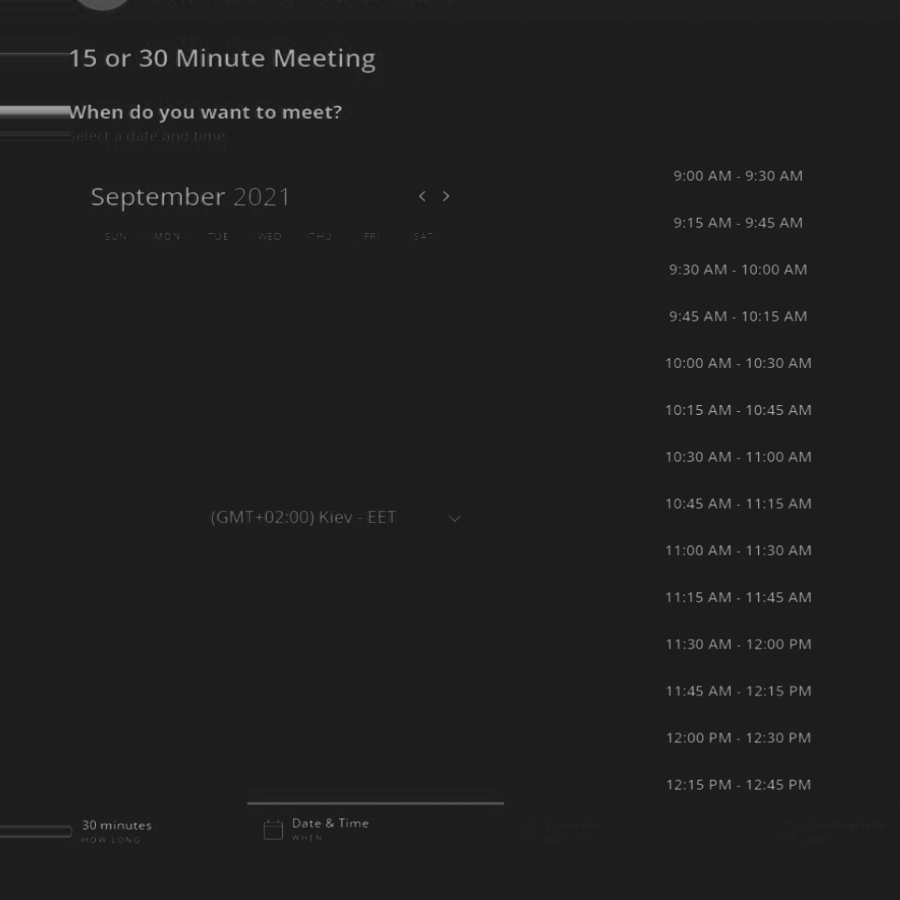 15 or 30 Minute Meeting
When do you want to meet?
Select a date and time
September 2021
SUN MON TUE WED THU FRI SAT
(GMT+02:00) Kiev - EET
9:00 AM - 9:30 AM
9:15 AM - 9:45 AM
9:30 AM - 10:00 AM
9:45 AM - 10:15 AM
10:00 AM - 10:30 AM
10:15 AM - 10:45 AM
10:30 AM - 11:00 AM
10:45 AM - 11:15 AM
11:00 AM - 11:30 AM
11:15 AM - 11:45 AM
11:30 AM - 12:00 PM
11:45 AM - 12:15 PM
12:00 PM - 12:30 PM
12:15 PM - 12:45 PM
30 minutes
HOW LONG
Date & Time
WHEN